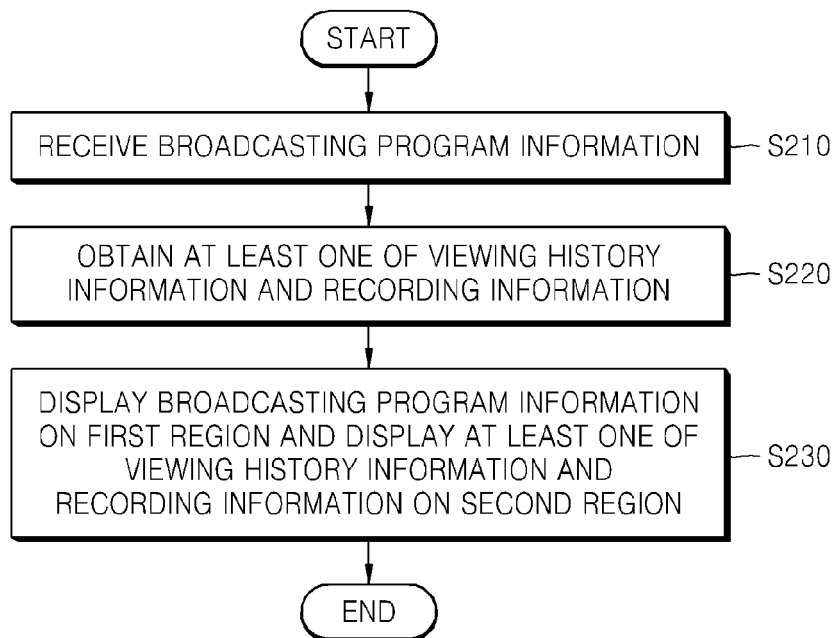 START
RECEIVE BROADCASTING PROGRAM INFORMATION
S210
OBTAIN AT LEAST ONE OF VIEWING HISTORY
INFORMATION AND RECORDING INFORMATION
S220
DISPLAY BROADCASTING PROGRAM INFORMATION
ON FIRST REGION AND DISPLAY AT LEAST ONE OF
VIEWING HISTORY INFORMATION AND
RECORDING INFORMATION ON SECOND REGION
S230
END